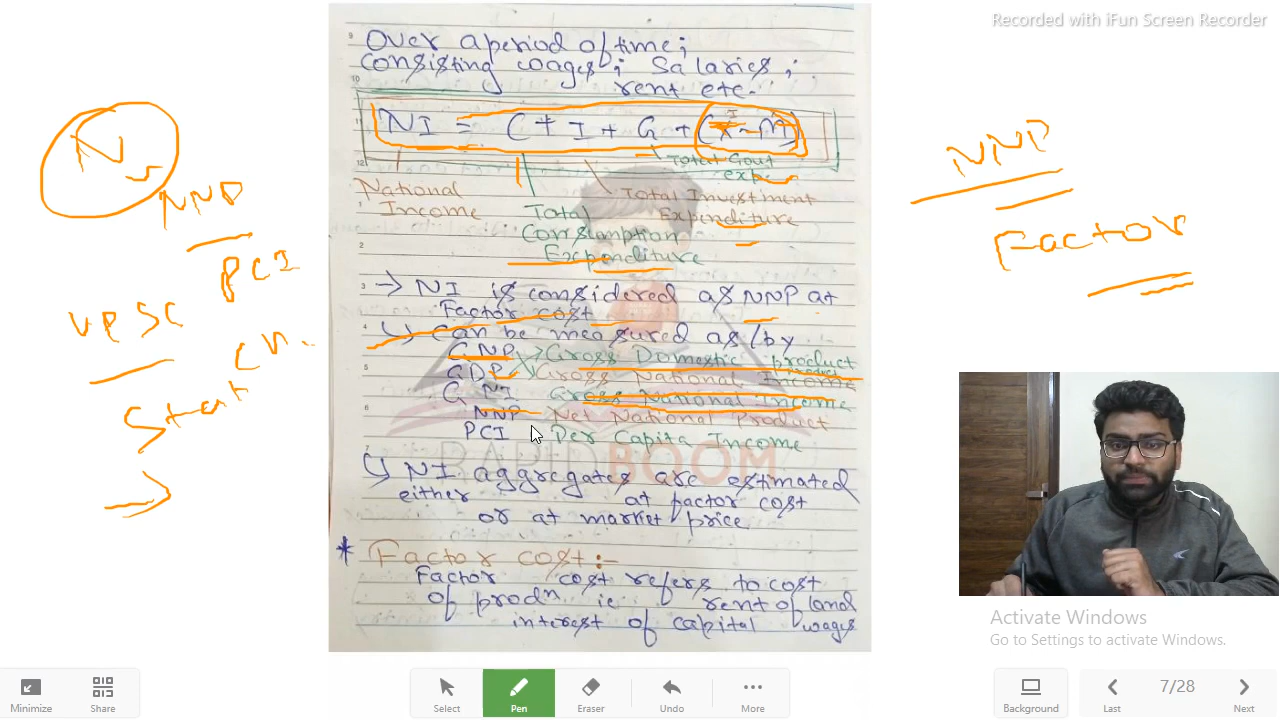 Recorded with iFun Screen Recorder
Over a period of time;
consisting wages; Salaries;
rent etc.
NI = C + I + G + (X - M)
Total Govt
exp.
National
Income
Total Investment
Expenditure
Total
Consumption
Expenditure
→ NI is considered as NNP at
Factor cost
↳ can be measured as/by
GNP Gross Domestic product
GDP Gross National
GNI Gross National Income
NNP Net National Product
PCI Per Capita Income
↳ NI aggregates are estimated
either at factor cost
or at market price
* Factor cost:-
Factor cost refers to cost
of prodn ie rent of land
interest of capital wages
NNP
PCI
UPSC
NNP
Factor
RAPIDBOOM
Activate Windows
Go to Settings to activate Windows.
Minimize
Share
Select
Pen
Eraser
Undo
More
Background
Last
7/28
Next